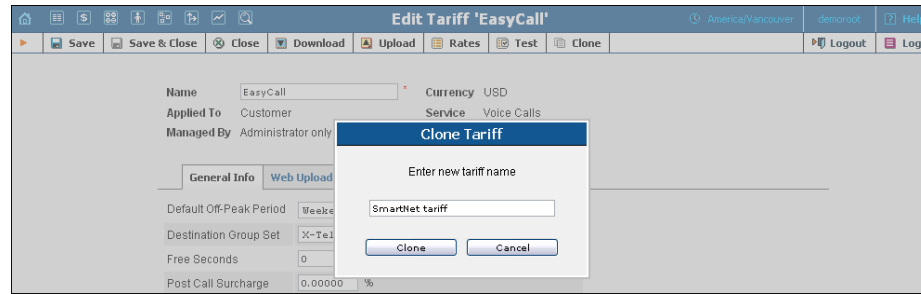 Edit Tariff 'EasyCall'
America/Vancouver
demoroot
Hel
Save
Save & Close
Close
Download
Upload
Rates
Test
Clone
Logout
Log
Name EasyCall * Currency USD
Applied To Customer Service Voice Calls
Managed By Administrator only
Clone Tariff
Enter new tariff name
SmartNet tariff
Clone Cancel
General Info Web Upload
Default Off-Peak Period Weeke
Destination Group Set X-Tel
Free Seconds 0
Post Call Surcharge 0.00000 %